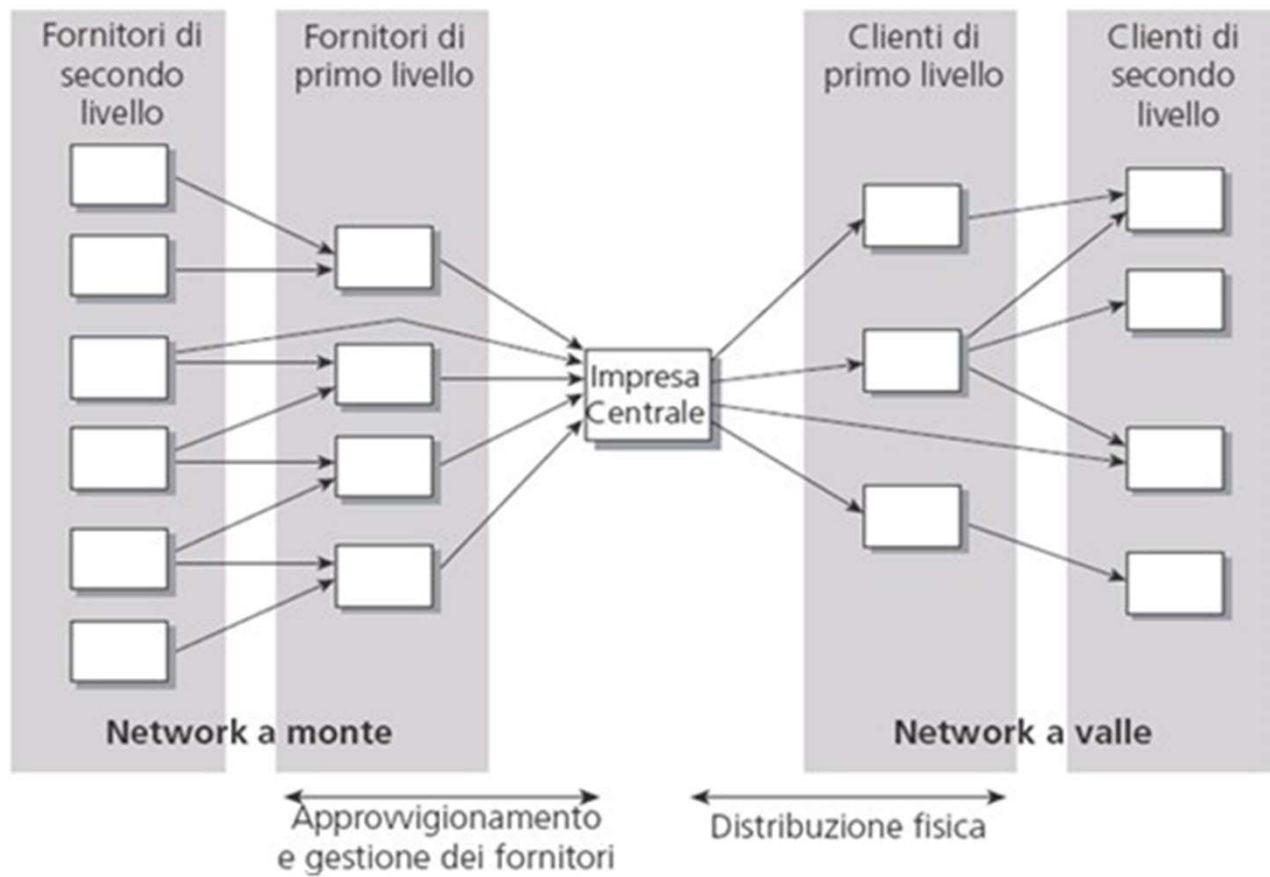 Fornitori di
secondo
livello
Fornitori di
primo livello
Clienti di
primo livello
Clienti di
secondo
livello
Impresa
Centrale
Network a monte
Network a valle
Approvvigionamento
e gestione dei fornitori
Distribuzione fisica